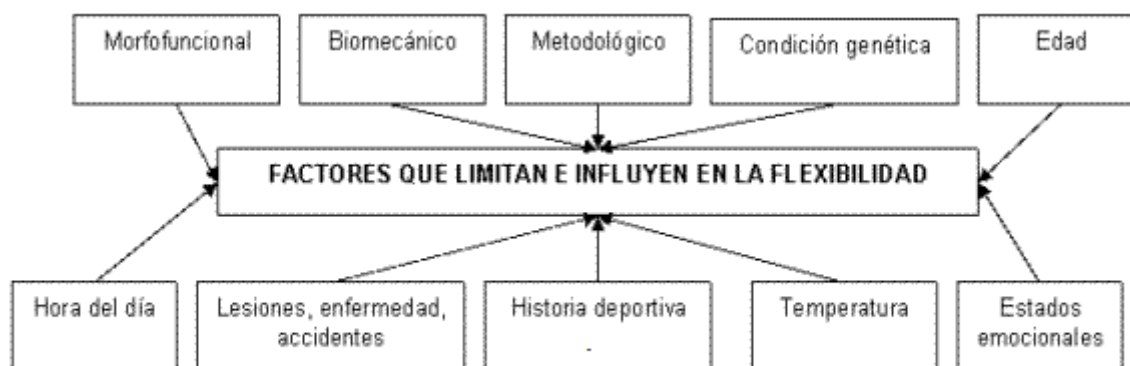 Morfofuncional
Biomecánico
Metodológico
Condición genética
Edad
FACTORES QUE LIMITAN E INFLUYEN EN LA FLEXIBILIDAD
Hora del día
Lesiones, enfermedad,
accidentes
Historia deportiva
.
Temperatura
Estados
emocionales